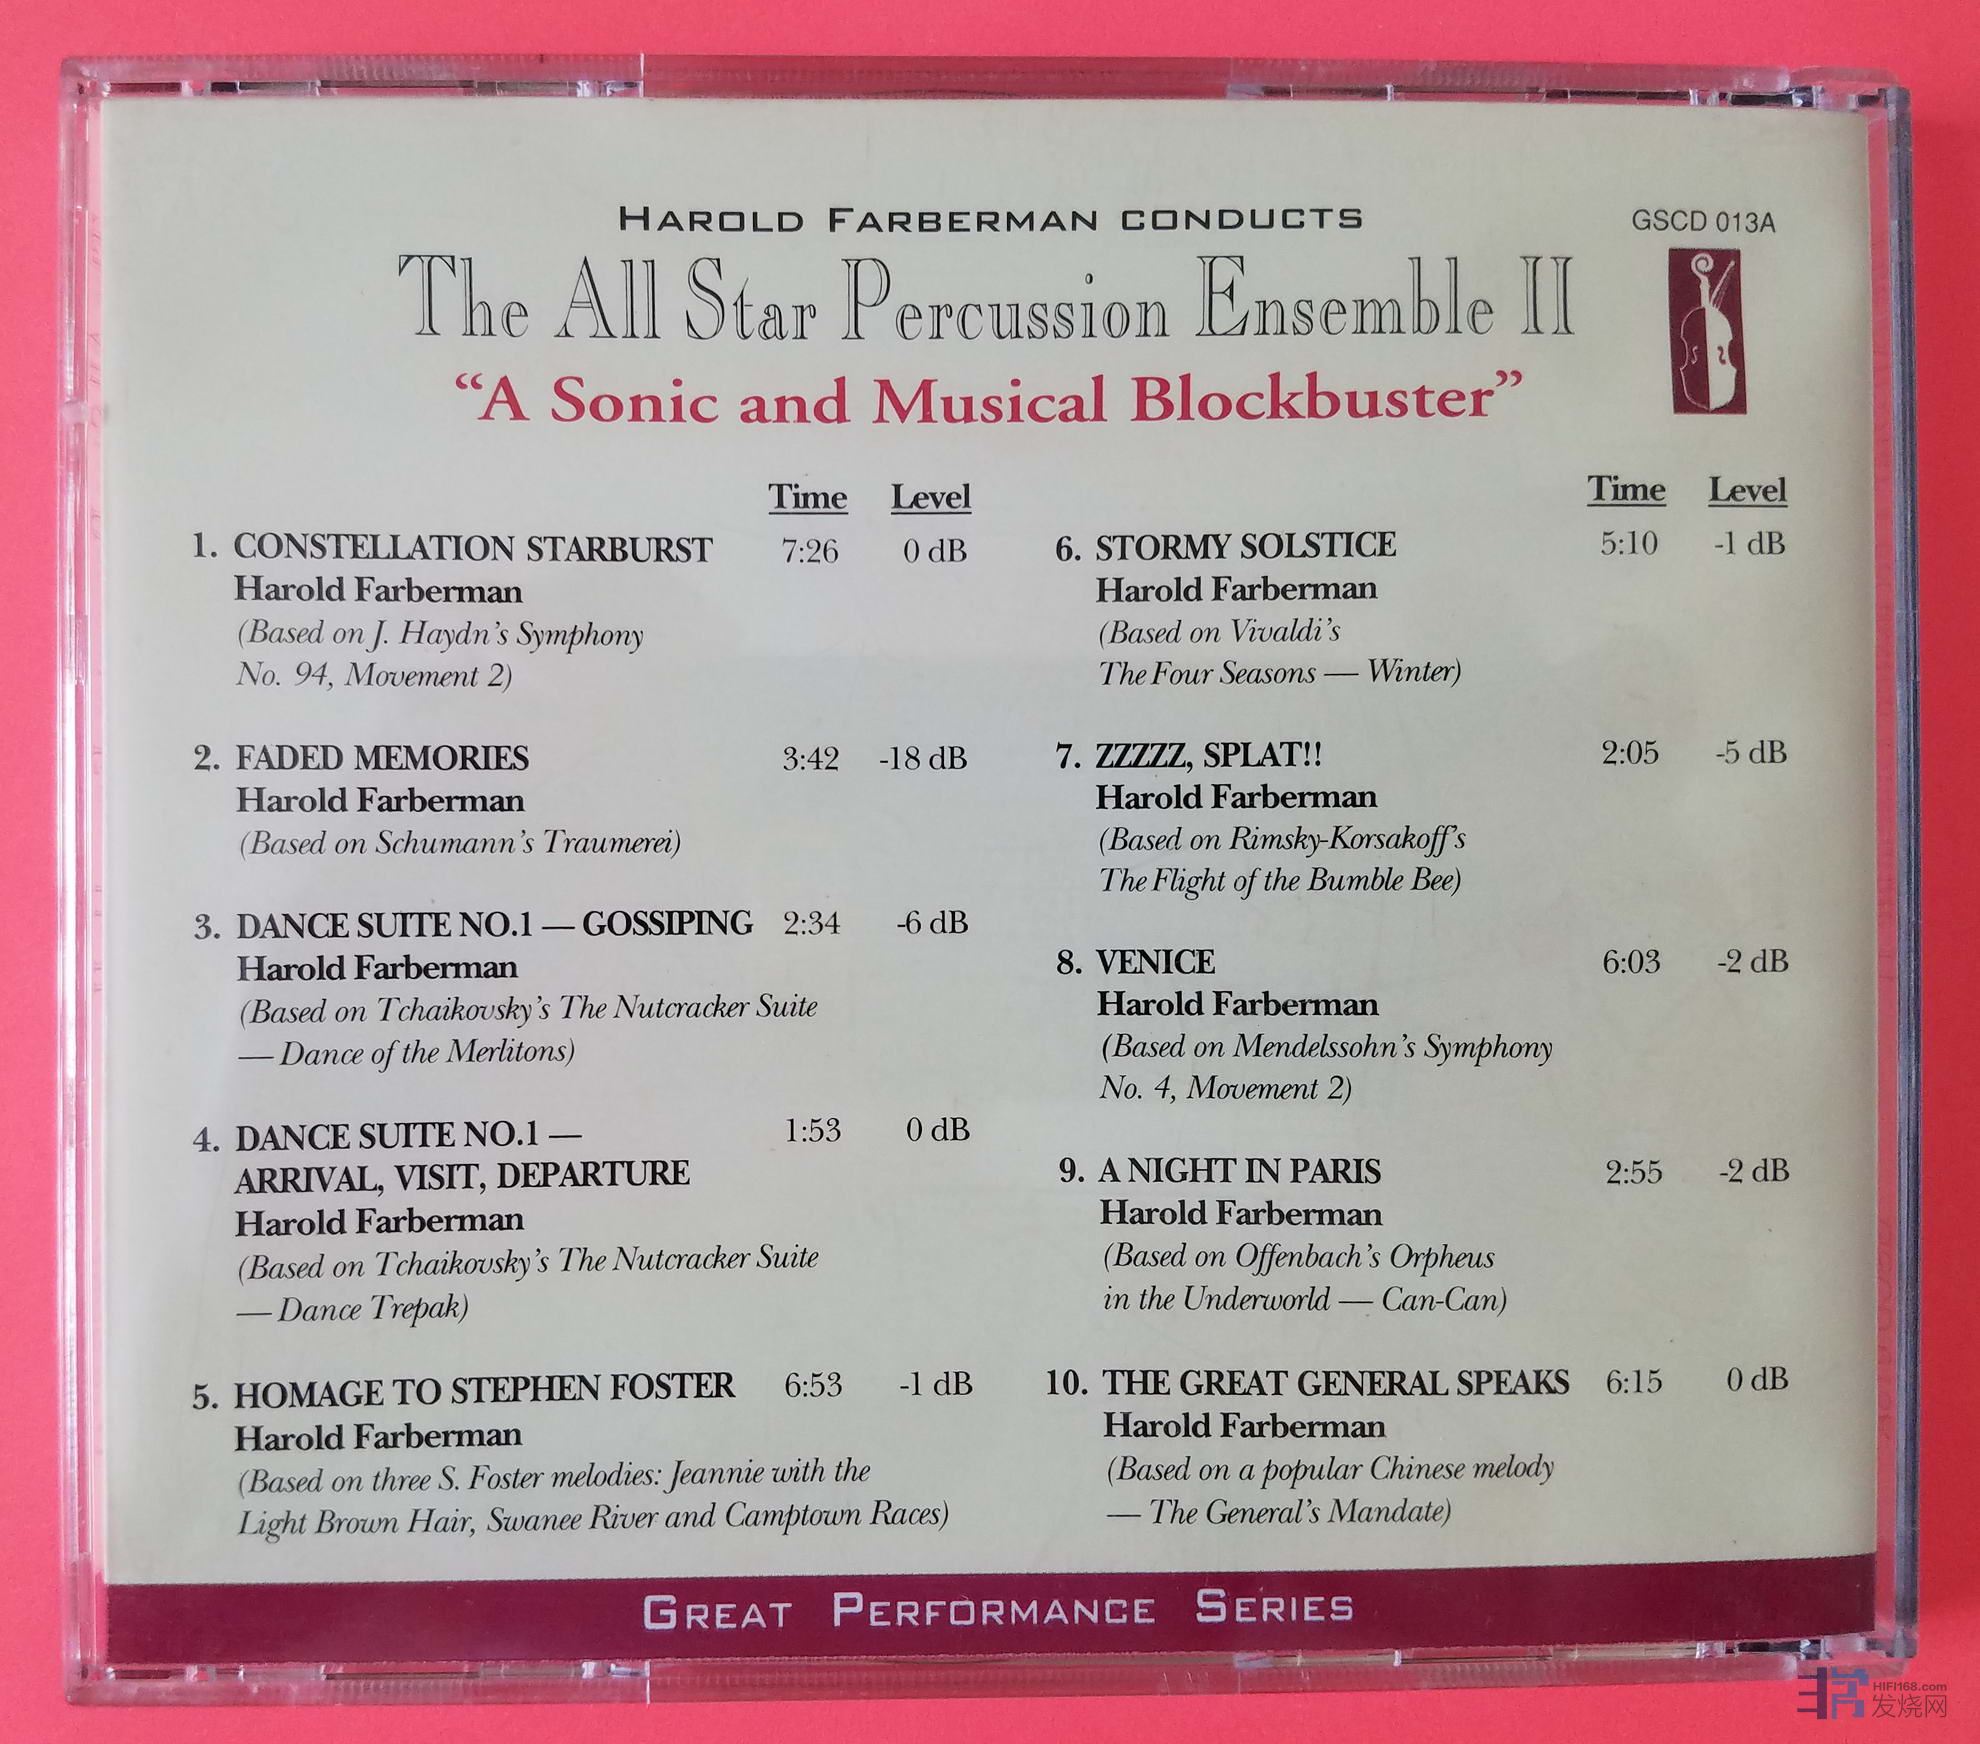 HAROLD FARBERMAN CONDUCTS
GSCD 013A
The All Star Percussion Ensemble II
“A Sonic and Musical Blockbuster”
Time Level
1. CONSTELLATION STARBURST 7:26 0 dB
Harold Farberman
(Based on J. Haydn's Symphony
No. 94, Movement 2)
2. FADED MEMORIES 3:42 -18 dB
Harold Farberman
(Based on Schumann's Traumerei)
3. DANCE SUITE NO.1 — GOSSIPING 2:34 -6 dB
Harold Farberman
(Based on Tchaikovsky's The Nutcracker Suite
— Dance of the Merlitons)
4. DANCE SUITE NO.1 — 1:53 0 dB
ARRIVAL, VISIT, DEPARTURE
Harold Farberman
(Based on Tchaikovsky's The Nutcracker Suite
— Dance Trepak)
5. HOMAGE TO STEPHEN FOSTER 6:53 -1 dB
Harold Farberman
(Based on three S. Foster melodies: Jeannie with the
Light Brown Hair, Swanee River and Camptown Races)
Time Level
6. STORMY SOLSTICE 5:10 -1 dB
Harold Farberman
(Based on Vivaldi's
The Four Seasons — Winter)
7. ZZZZZ, SPLAT!! 2:05 -5 dB
Harold Farberman
(Based on Rimsky-Korsakoff's
The Flight of the Bumble Bee)
8. VENICE 6:03 -2 dB
Harold Farberman
(Based on Mendelssohn's Symphony
No. 4, Movement 2)
9. A NIGHT IN PARIS 2:55 -2 dB
Harold Farberman
(Based on Offenbach's Orpheus
in the Underworld — Can-Can)
10. THE GREAT GENERAL SPEAKS 6:15 0 dB
Harold Farberman
(Based on a popular Chinese melody
— The General's Mandate)
GREAT PERFORMANCE SERIES
HIFI168.com
发烧网